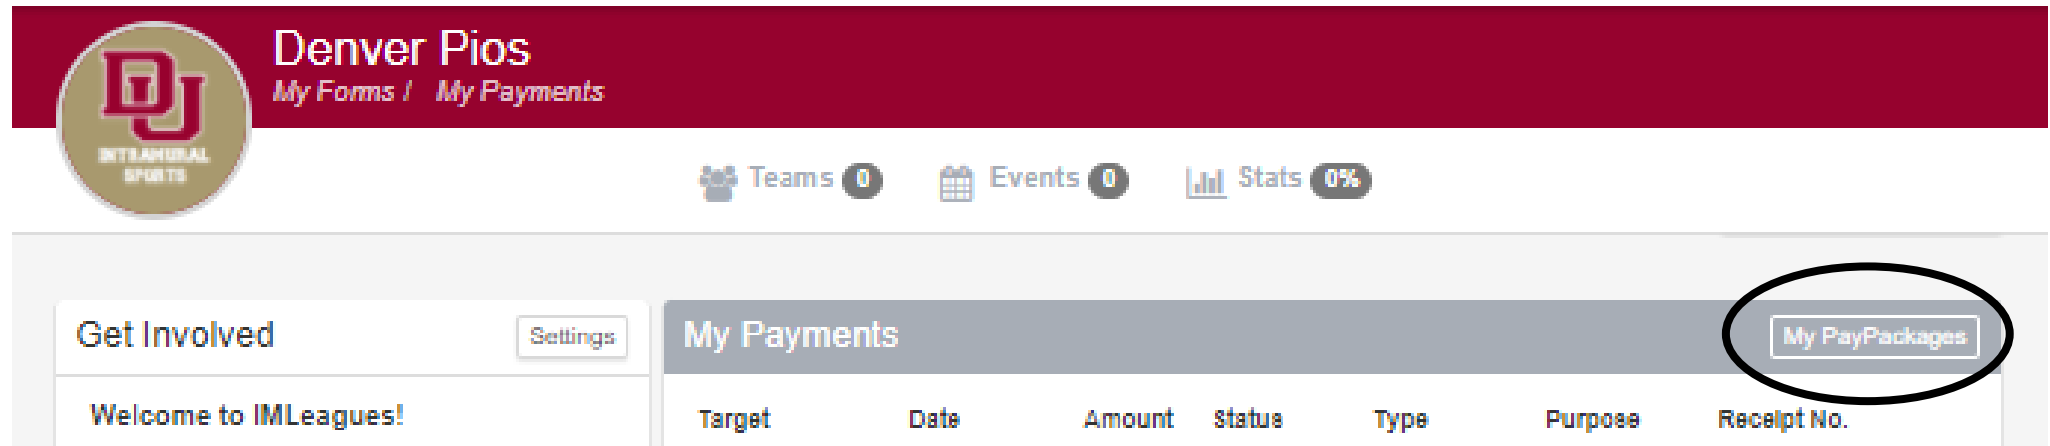 Denver Pios
My Forms / My Payments
DU
INTRAMURAL
SPORTS
Teams 0 Events 0 Stats 0%
Get Involved Settings
My Payments My PayPackages
Welcome to IMLeagues!
Target Date Amount Status Type Purpose Receipt No.